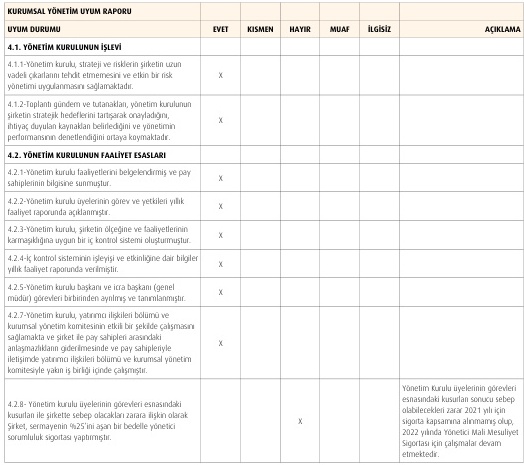 KURUMSAL YÖNETİM UYUM RAPORU
UYUM DURUMU EVET KISMEN HAYIR MUAF İLGİSİZ AÇIKLAMA
4.1. YÖNETİM KURULUNUN İŞLEVİ
4.1.1-Yönetim kurulu, strateji ve risklerin şirketin uzun
vadeli çıkarlarını tehdit etmemesini ve etkin bir risk
yönetimi uygulanmasını sağlamaktadır.
X
4.1.2-Toplantı gündem ve tutanakları, yönetim kurulunun
şirketin stratejik hedeflerini tartışarak onayladığını,
ihtiyaç duyulan kaynakları belirlediğini ve yönetimin
performansının denetlendiğini ortaya koymaktadır.
X
4.2. YÖNETİM KURULUNUN FAALİYET ESASLARI
4.2.1-Yönetim kurulu faaliyetlerini belgelendirmiş ve pay
sahiplerinin bilgisine sunmuştur.
X
4.2.2-Yönetim kurulu üyelerinin görev ve yetkileri yıllık
faaliyet raporunda açıklanmıştır.
X
4.2.3-Yönetim kurulu, şirketin ölçeğine ve faaliyetlerinin
karmaşıklığına uygun bir iç kontrol sistemi oluşturmuştur.
X
4.2.4-İç kontrol sisteminin işleyişi ve etkinliğine dair bilgiler
yıllık faaliyet raporunda verilmiştir.
X
4.2.5-Yönetim kurulu başkanı ve icra başkanı (genel
müdür) görevleri birbirinden ayrılmış ve tanımlanmıştır.
X
4.2.7-Yönetim kurulu, yatırımcı ilişkileri bölümü ve
kurumsal yönetim komitesinin etkili bir şekilde çalışmasını
sağlamakta ve şirket ile pay sahipleri arasındaki
anlaşmazlıkların giderilmesinde ve pay sahipleriyle
iletişimde yatırımcı ilişkileri bölümü ve kurumsal yönetim
komitesiyle yakın iş birliği içinde çalışmıştır.
X
4.2.8- Yönetim kurulu üyelerinin görevleri esnasındaki
kusurları ile şirkette sebep olacakları zarara ilişkin olarak
Şirket, sermayenin %25'ini aşan bir bedelle yönetici
sorumluluk sigortası yaptırmıştır.
X
Yönetim Kurulu üyelerinin görevleri
esnasındaki kusurları sonucu sebep
olabilecekleri zarar 2021 yılı için
sigorta kapsamına alınmamış olup,
2022 yılında Yönetici Mali Mesuliyet
Sigortası için çalışmalar devam
etmektedir.